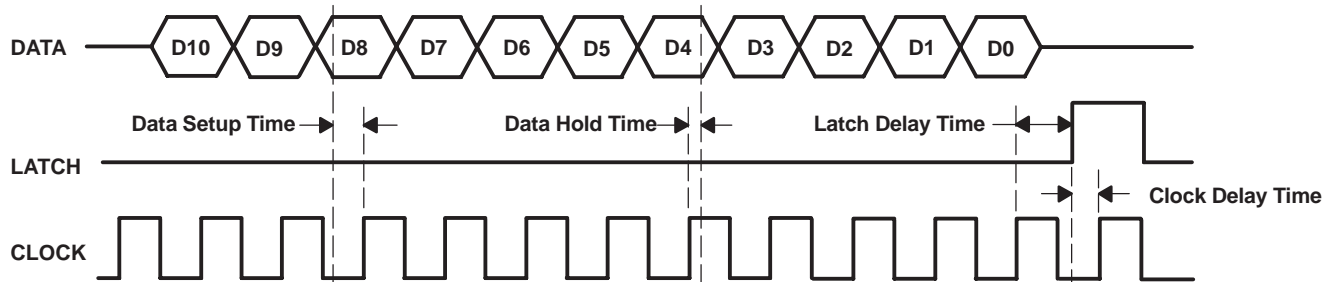 DATA D10 D9 D8 D7 D6 D5 D4 D3 D2 D1 D0
Data Setup Time Data Hold Time Latch Delay Time
LATCH
Clock Delay Time
CLOCK